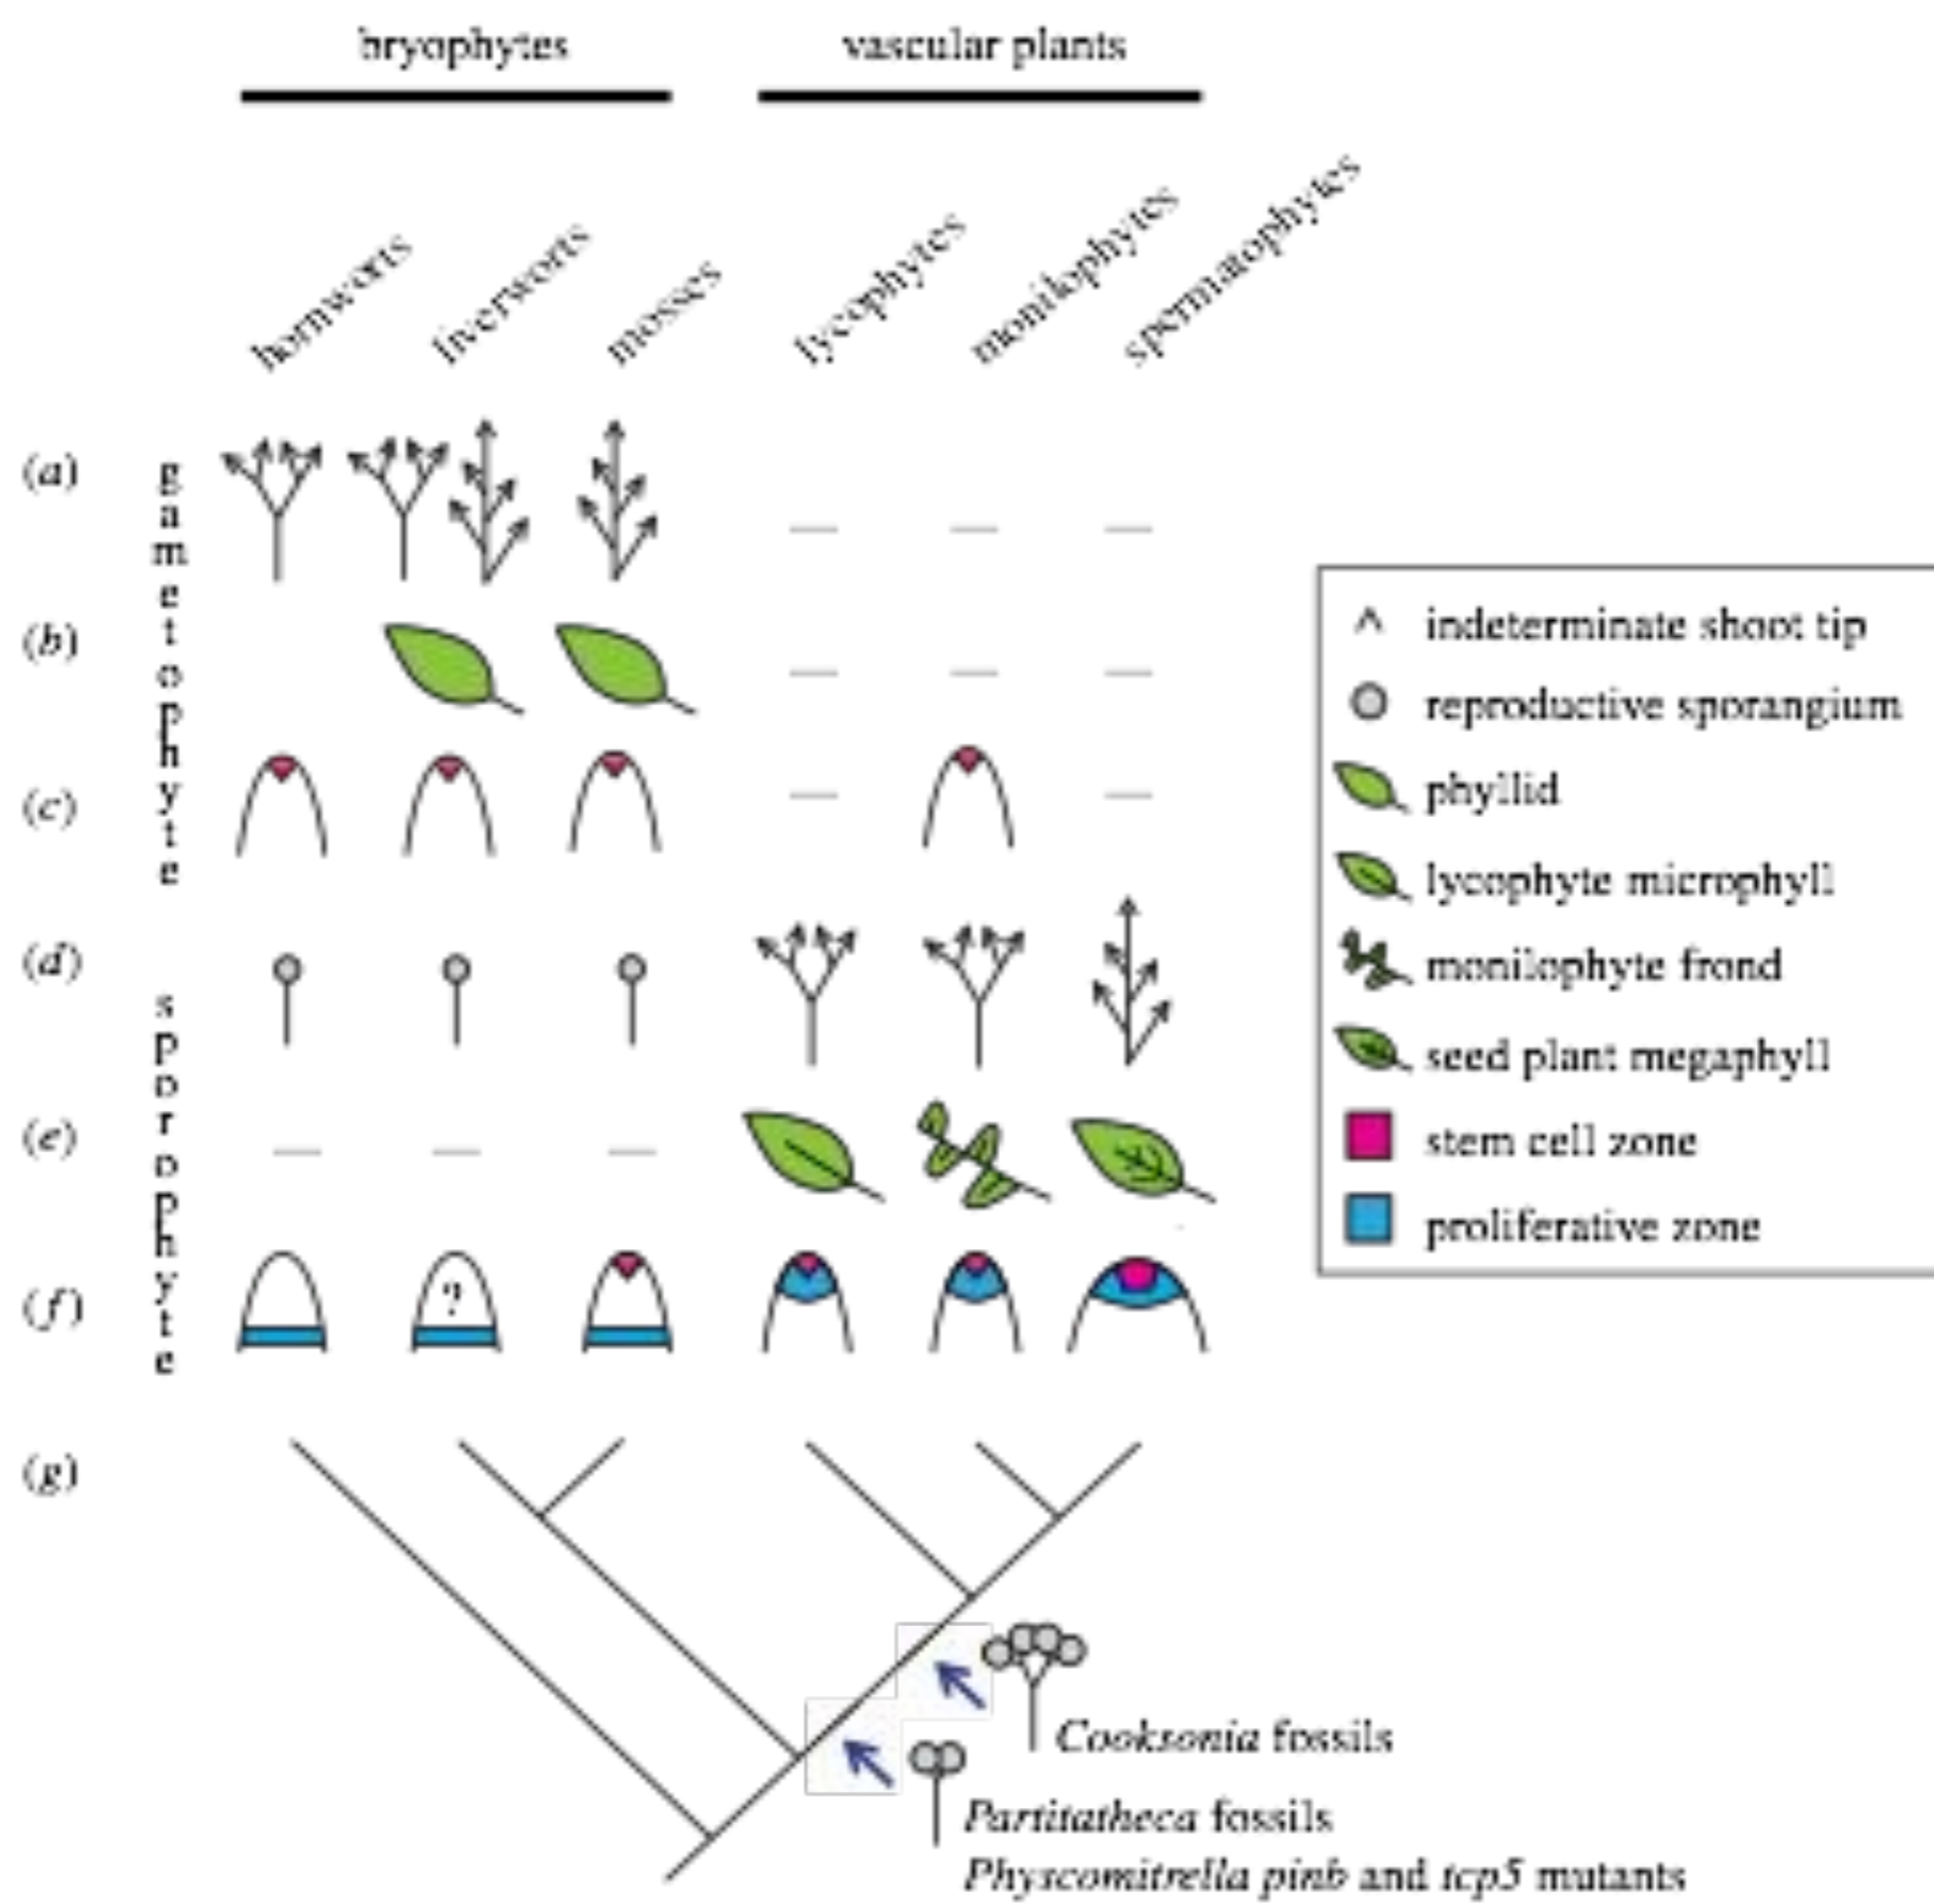 bryophytes vascular plants
hornworts liverworts mosses lycophytes monilophytes spermatophytes
(a)
(b)
(c)
gametophyte
(d)
(e)
(f)
sporophyte
?
(g)
indeterminate shoot tip
reproductive sporangium
phyllid
lycophyte microphyll
monilophyte frond
seed plant megaphyll
stem cell zone
proliferative zone
Cooksonia fossils
Partitatheca fossils
Physcomitrella pinb and tcp5 mutants